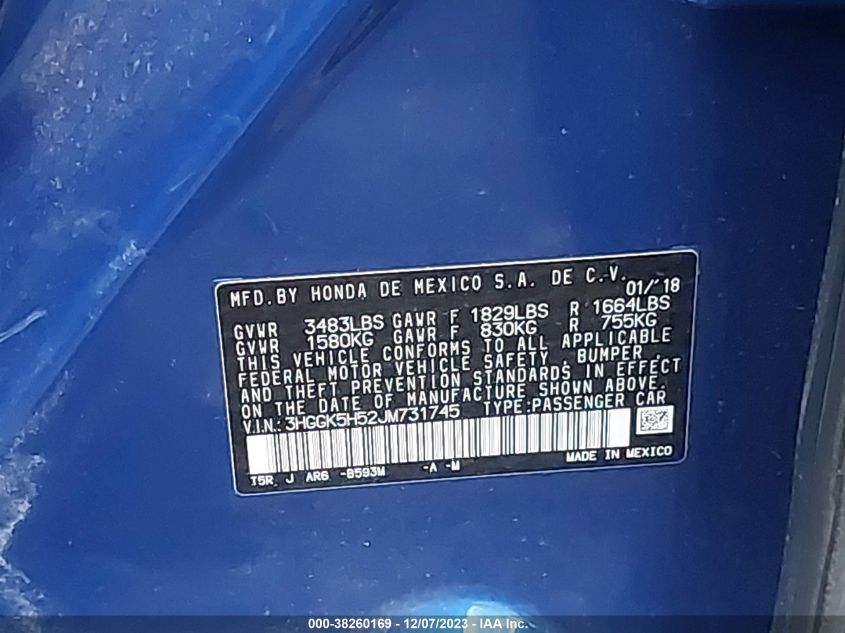 MFD.BY HONDA DE MEXICO S.A. DE C.V. 01/'18
GVWR 3483LBS GAWR F 1829LBS R 1664LBS
GVWR 1580KG GAWR F 830KG R 755KG
THIS VEHICLE CONFORMS TO ALL APPLICABLE
FEDERAL MOTOR VEHICLE SAFETY, BUMPER,
AND THEFT PREVENTION STANDARDS IN EFFECT
ON THE DATE OF MANUFACTURE SHOWN ABOVE.
V.I.N.:3HGGK5H52JM731745 TYPE:PASSENGER CAR
MADE IN MEXICO
T5R J AR6 -B593M -A -M
000-38260169 - 12/07/2023 - IAA Inc.